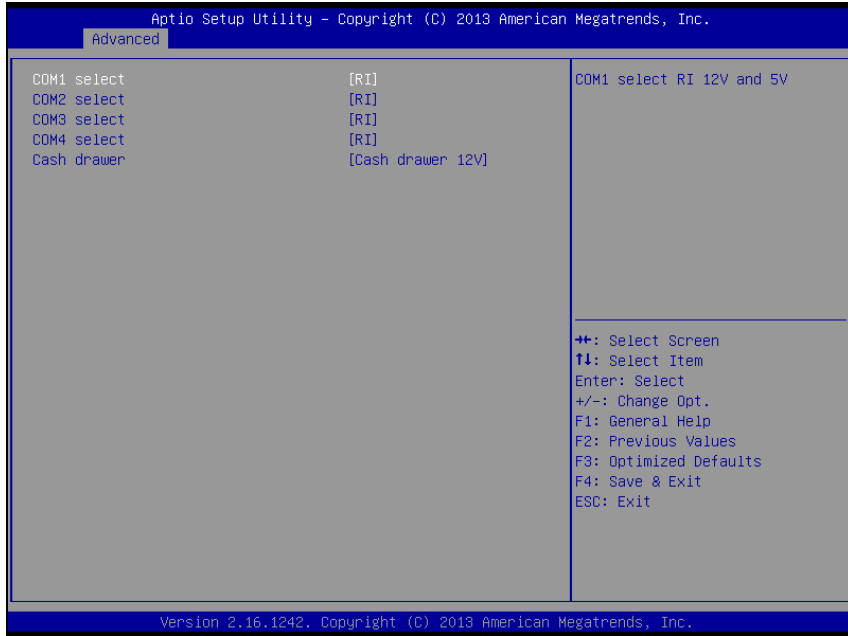 Aptio Setup Utility – Copyright (C) 2013 American Megatrends, Inc.
Advanced
COM1 select [RI]
COM2 select [RI]
COM3 select [RI]
COM4 select [RI]
Cash drawer [Cash drawer 12V]
COM1 select RI 12V and 5V
→←: Select Screen
↑↓: Select Item
Enter: Select
+/-: Change Opt.
F1: General Help
F2: Previous Values
F3: Optimized Defaults
F4: Save & Exit
ESC: Exit
Version 2.16.1242. Copyright (C) 2013 American Megatrends, Inc.